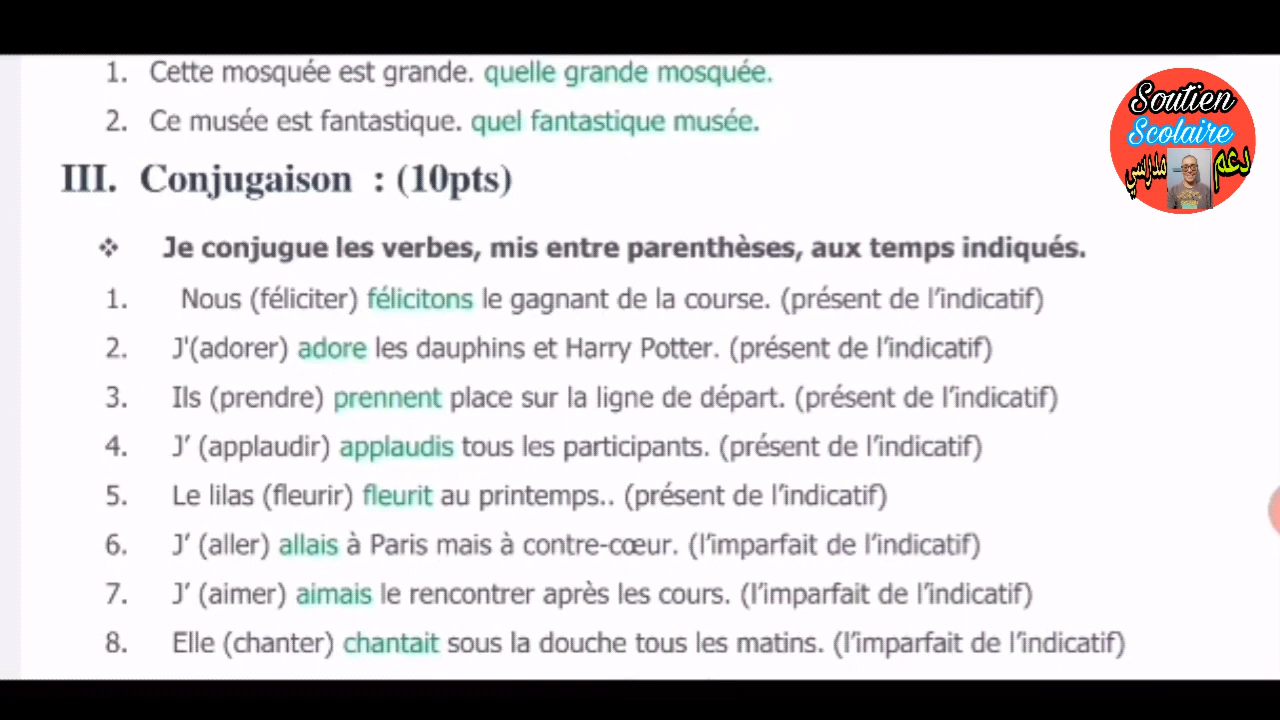 1. Cette mosquée est grande. quelle grande mosquée.
2. Ce musée est fantastique. quel fantastique musée.
Soutien
Scolaire
دعم مدرسي
III. Conjugaison : (10pts)
❖ Je conjugue les verbes, mis entre parenthèses, aux temps indiqués.
1. Nous (féliciter) félicitons le gagnant de la course. (présent de l’indicatif)
2. J'(adorer) adore les dauphins et Harry Potter. (présent de l’indicatif)
3. Ils (prendre) prennent place sur la ligne de départ. (présent de l’indicatif)
4. J’ (applaudir) applaudis tous les participants. (présent de l’indicatif)
5. Le lilas (fleurir) fleurit au printemps.. (présent de l’indicatif)
6. J’ (aller) allais à Paris mais à contre-cœur. (l’imparfait de l’indicatif)
7. J’ (aimer) aimais le rencontrer après les cours. (l’imparfait de l’indicatif)
8. Elle (chanter) chantait sous la douche tous les matins. (l’imparfait de l’indicatif)